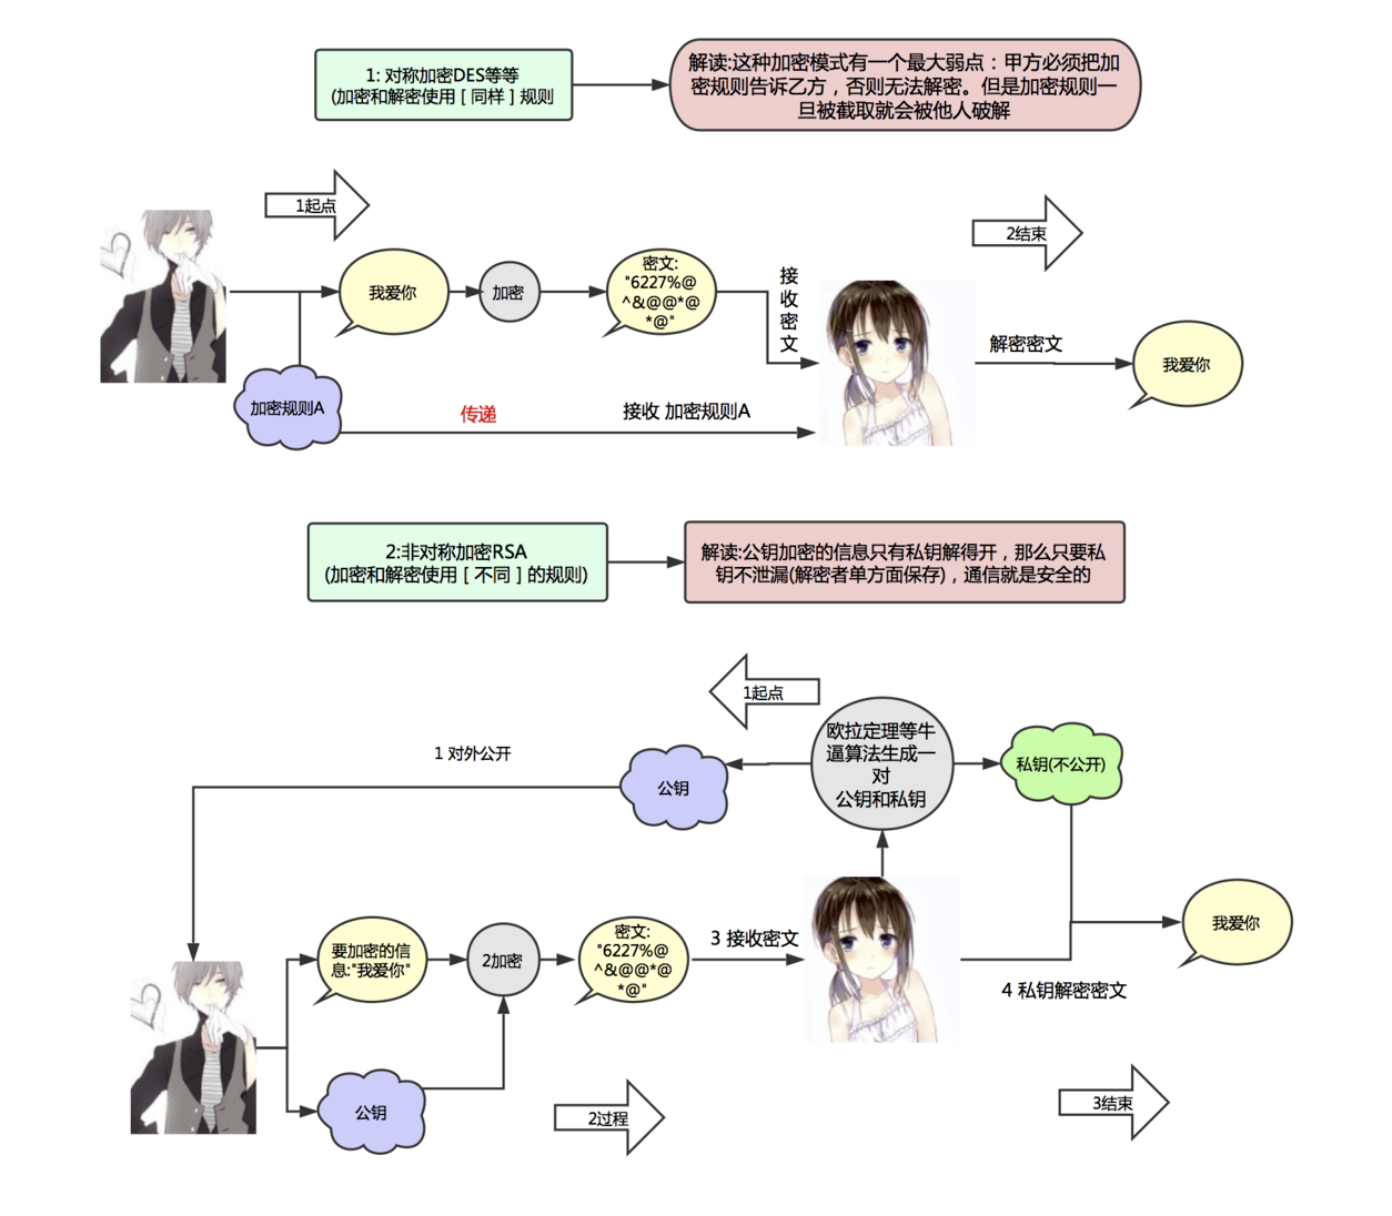 1: 对称加密DES等等
(加密和解密使用 [ 同样 ] 规则
解读:这种加密模式有一个最大弱点：甲方必须把加
密规则告诉乙方，否则无法解密。但是加密规则一
旦被截取就会被他人破解
1起点
2结束
我爱你
加密
密文:
"6227%@
^&@@*@
*@"
接
收
密
文
解密密文
我爱你
加密规则A
传递
接收 加密规则A
2:非对称加密RSA
(加密和解密使用 [ 不同 ] 的规则)
解读:公钥加密的信息只有私钥解得开，那么只要私
钥不泄漏(解密者单方面保存)，通信就是安全的
1起点
欧拉定理等牛
逼算法生成一
对
公钥和私钥
1 对外公开
公钥
私钥(不公开)
要加密的信
息:"我爱你"
2加密
密文:
"6227%@
^&@@*@
*@"
3 接收密文
我爱你
4 私钥解密密文
公钥
2过程
3结束